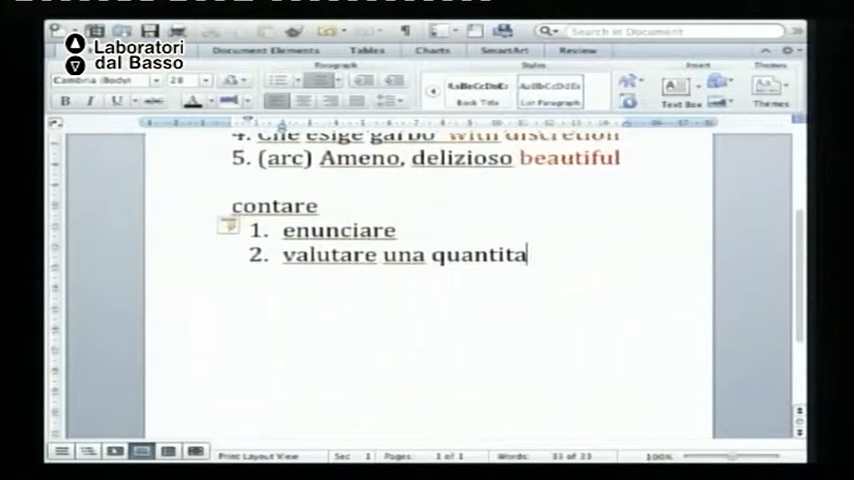 Laboratori
dal Basso
Search in Document
Document Elements Tables Charts SmartArt Review
Paragraph Styles Insert Themes
Cambria (Body) 28
AaBbCcDdEe AaBbCcDdEe
B I U
Book Title List Paragraph Text Box Themes
4. Che esige garbo with discretion
5. (arc) Ameno, delizioso beautiful
contare
1. enunciare
2. valutare una quantita
Print Layout View Sec 1 Pages: 1 of 1 Words: 33 of 33 100%